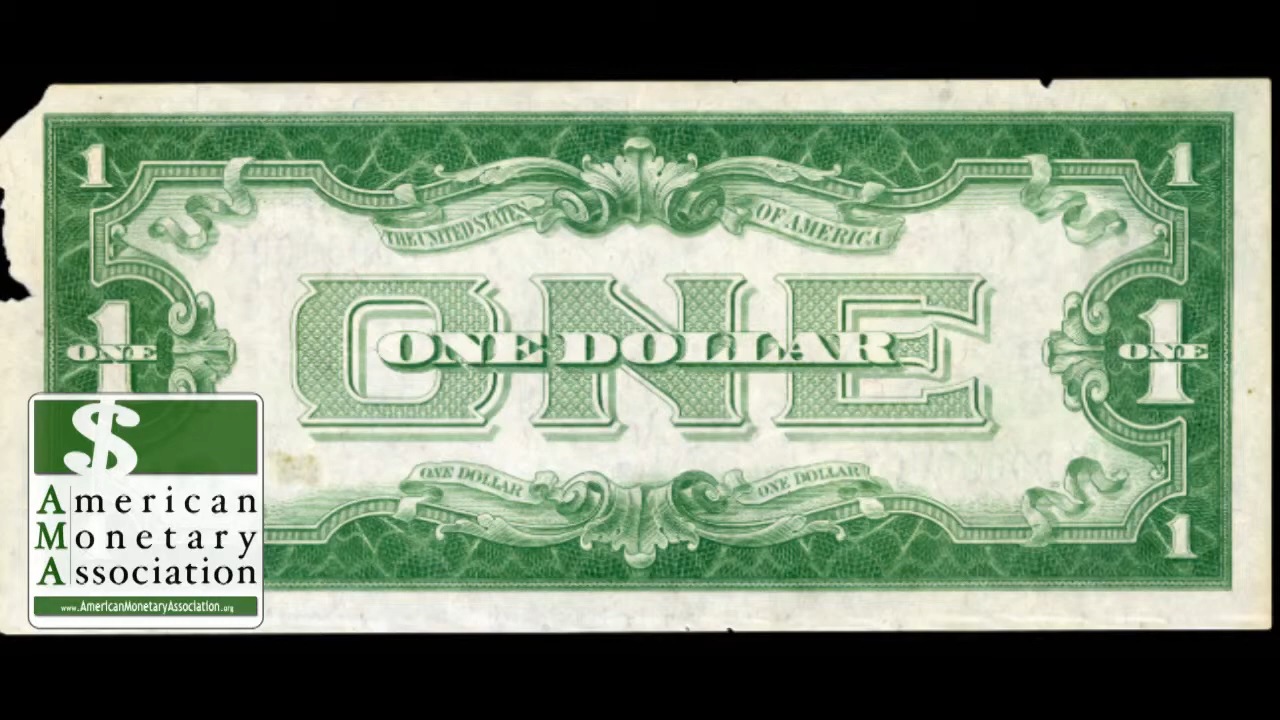 1
1
THE UNITED STATES
OF AMERICA
ONE
ONE DOLLAR
1
ONE
1
ONE
ONE DOLLAR
ONE DOLLAR
1
$
American
Monetary
Association
www.AmericanMonetaryAssociation.org